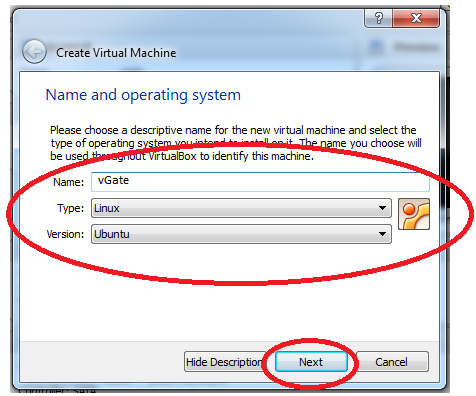 Create Virtual Machine
Name and operating system
Please choose a descriptive name for the new virtual machine and select the
type of operating system you intend to install on it. The name you choose will
be used throughout VirtualBox to identify this machine.
Name: vGate
Type: Linux
Version: Ubuntu
Hide Description Next Cancel